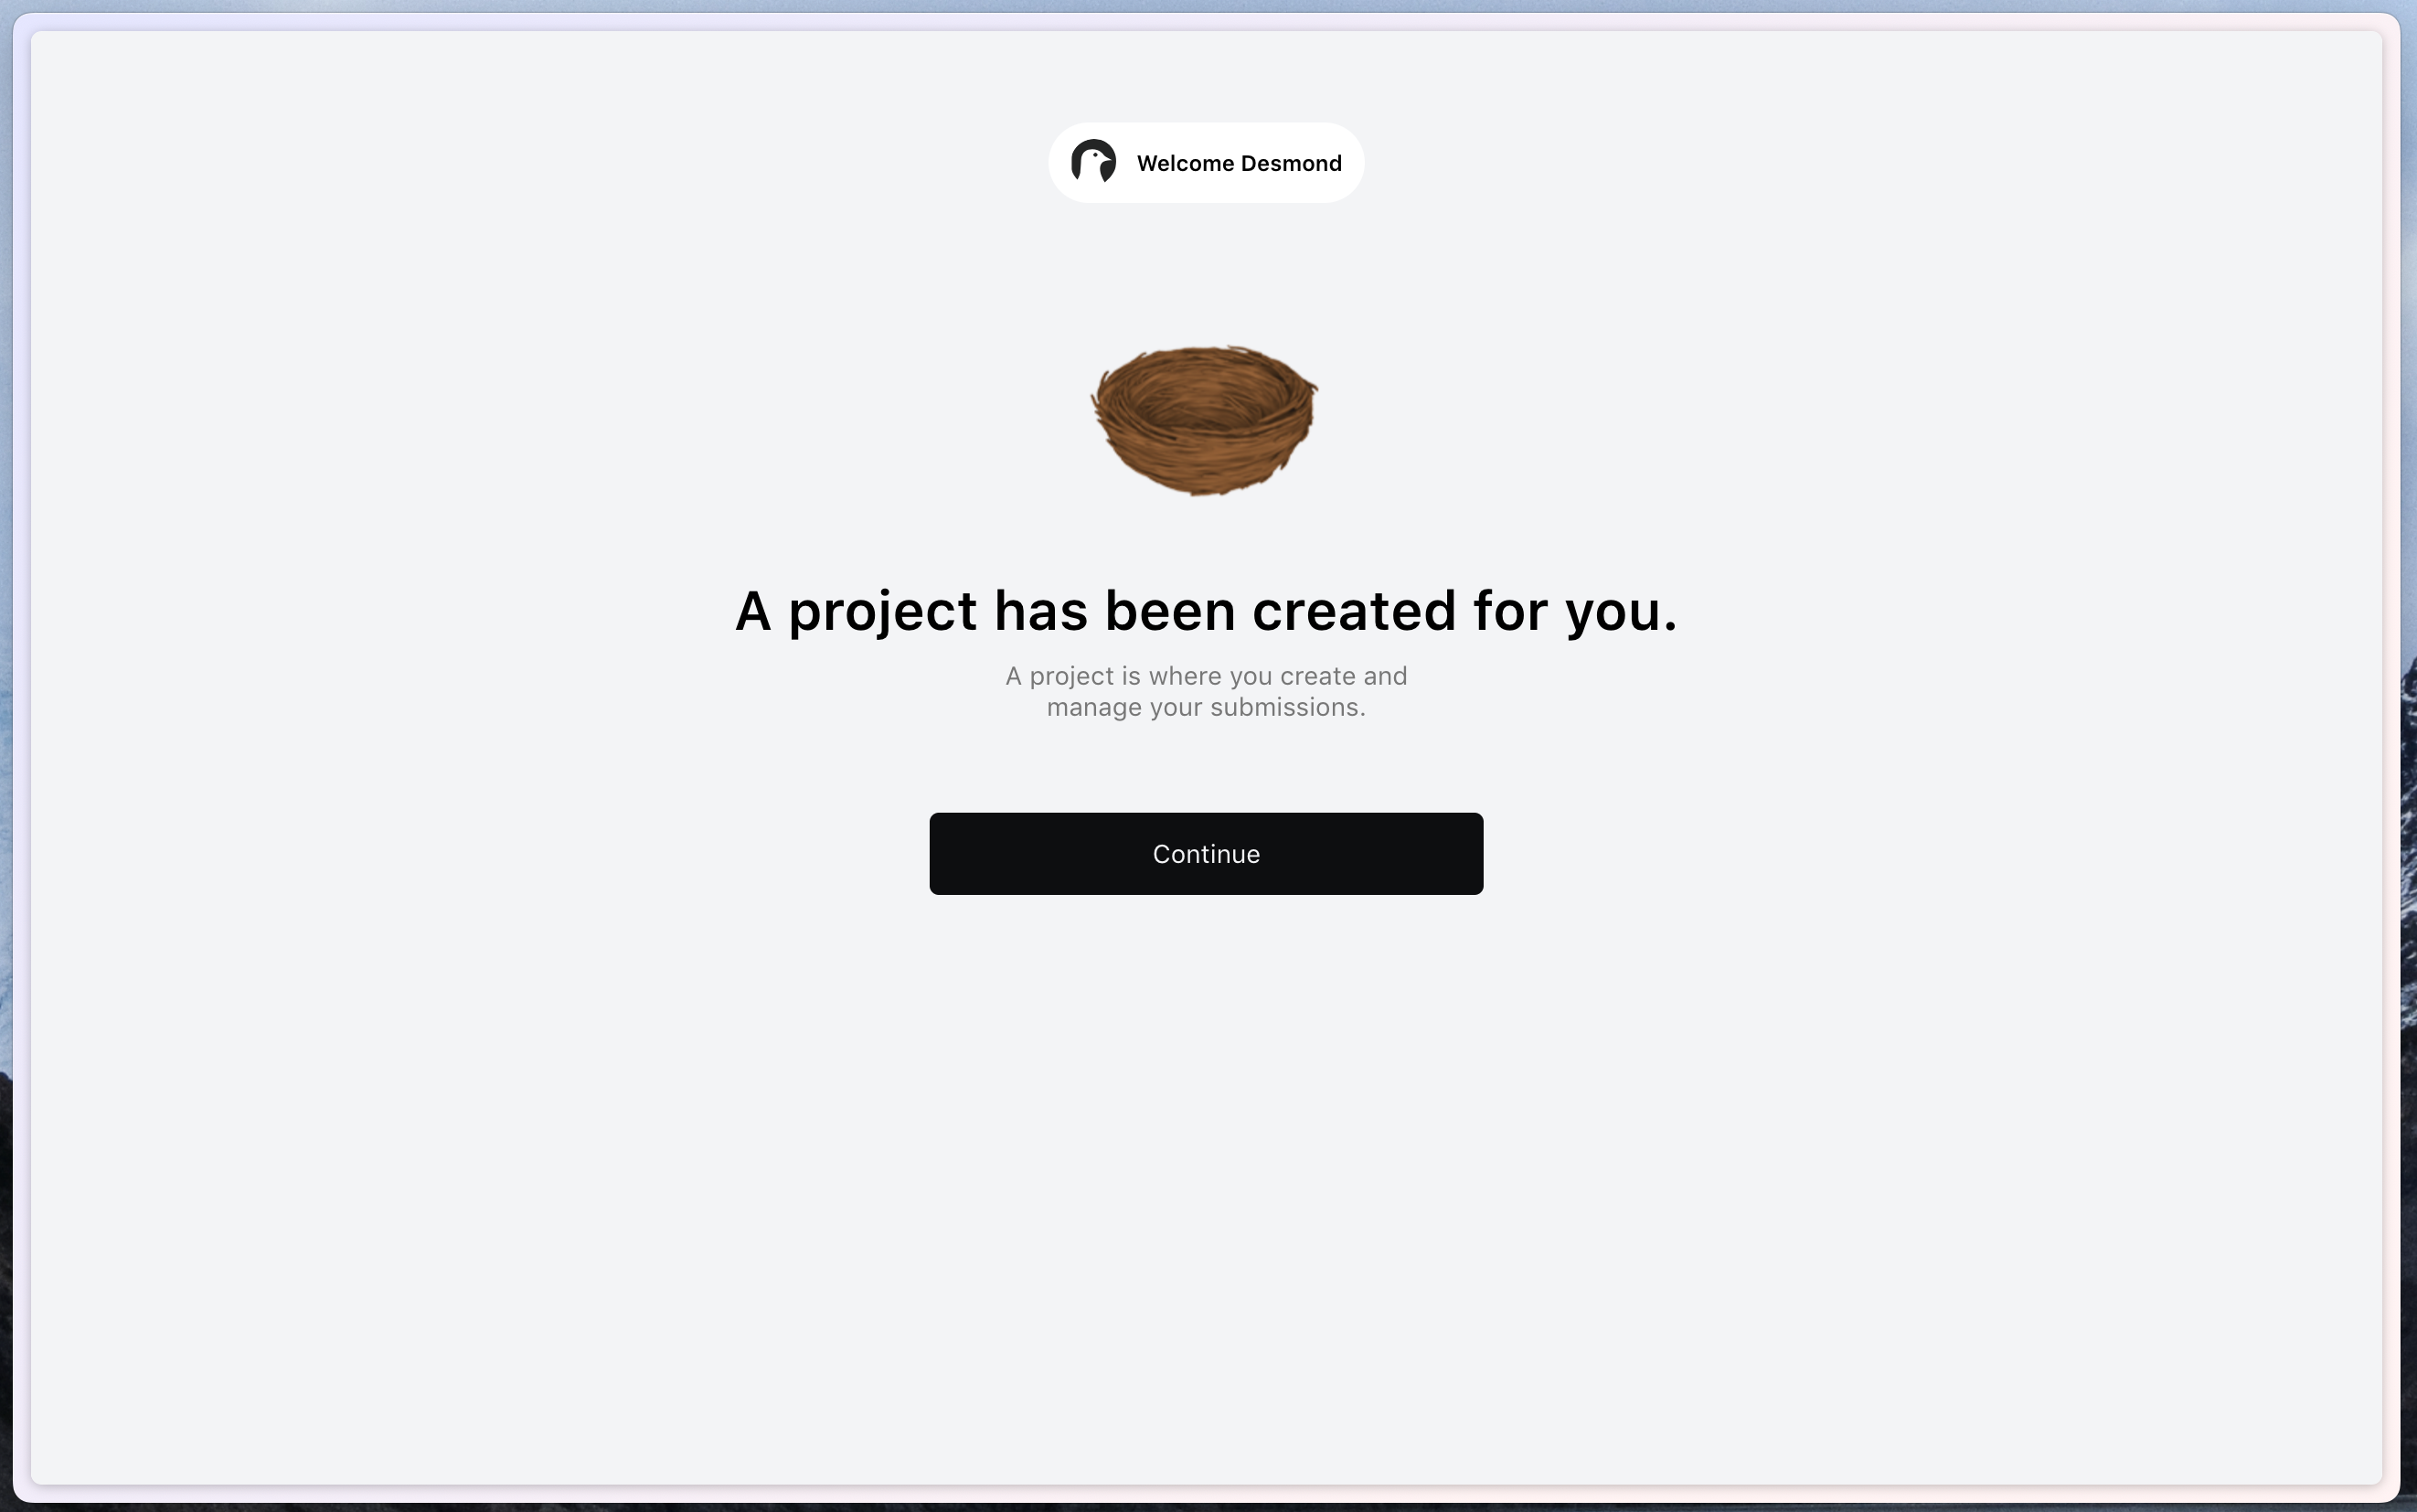 Welcome Desmond
A project has been created for you.
A project is where you create and
manage your submissions.
Continue